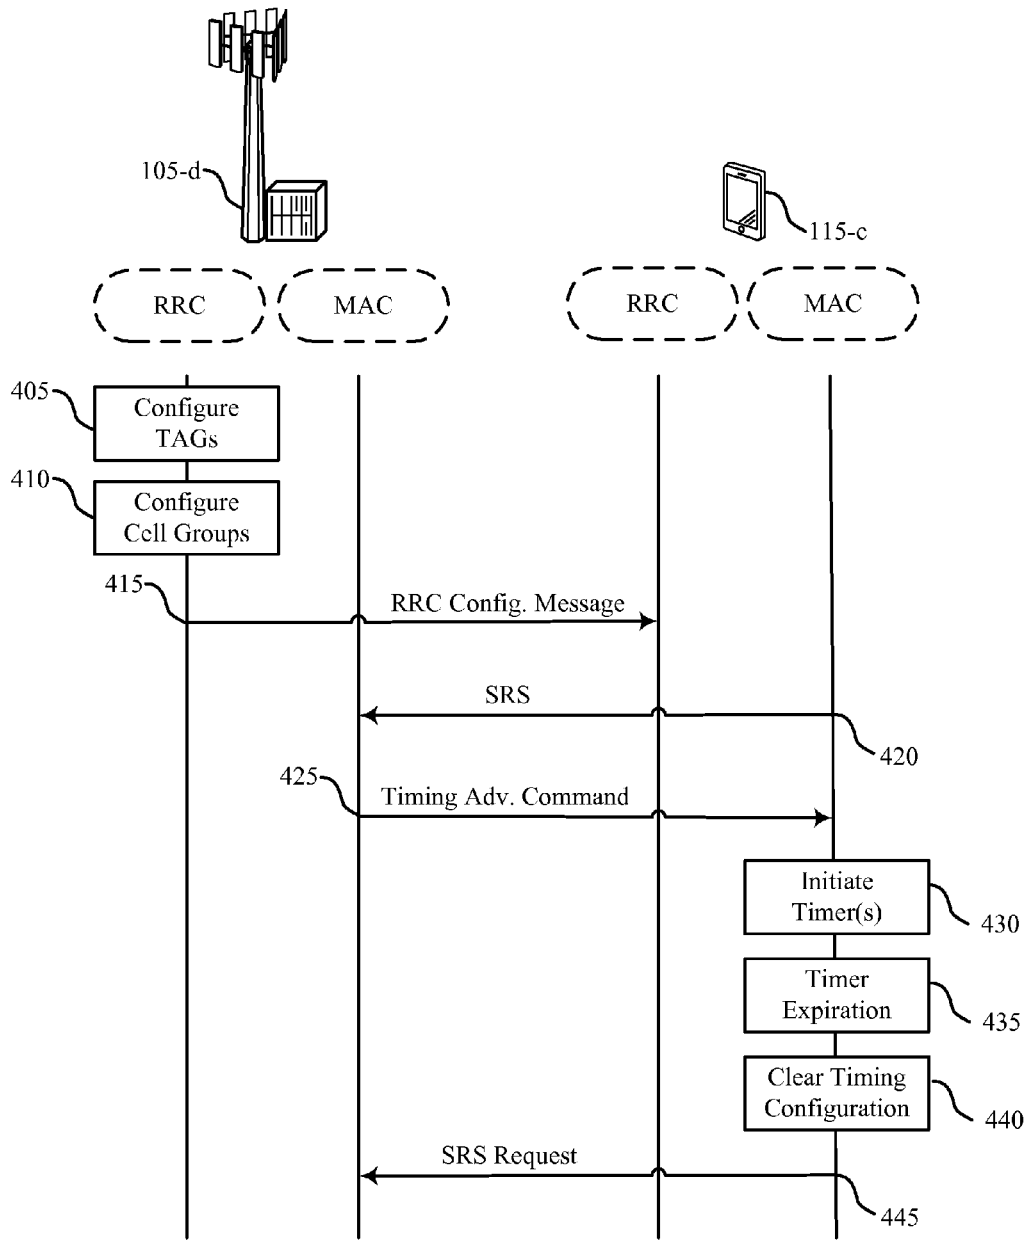 105-d
115-c
RRC
MAC
RRC
MAC
405
Configure
TAGs
410
Configure
Cell Groups
415
RRC Config. Message
SRS
420
425
Timing Adv. Command
Initiate
Timer(s)
430
Timer
Expiration
435
Clear Timing
Configuration
440
SRS Request
445